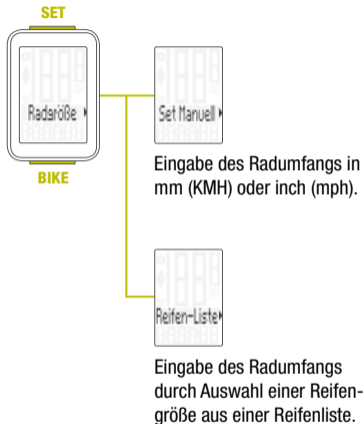 SET
Radgröße
BIKE
Set Manuell
Eingabe des Radumfangs in
mm (KMH) oder inch (mph).
Reifen-Liste
Eingabe des Radumfangs
durch Auswahl einer Reifen-
größe aus einer Reifenliste.